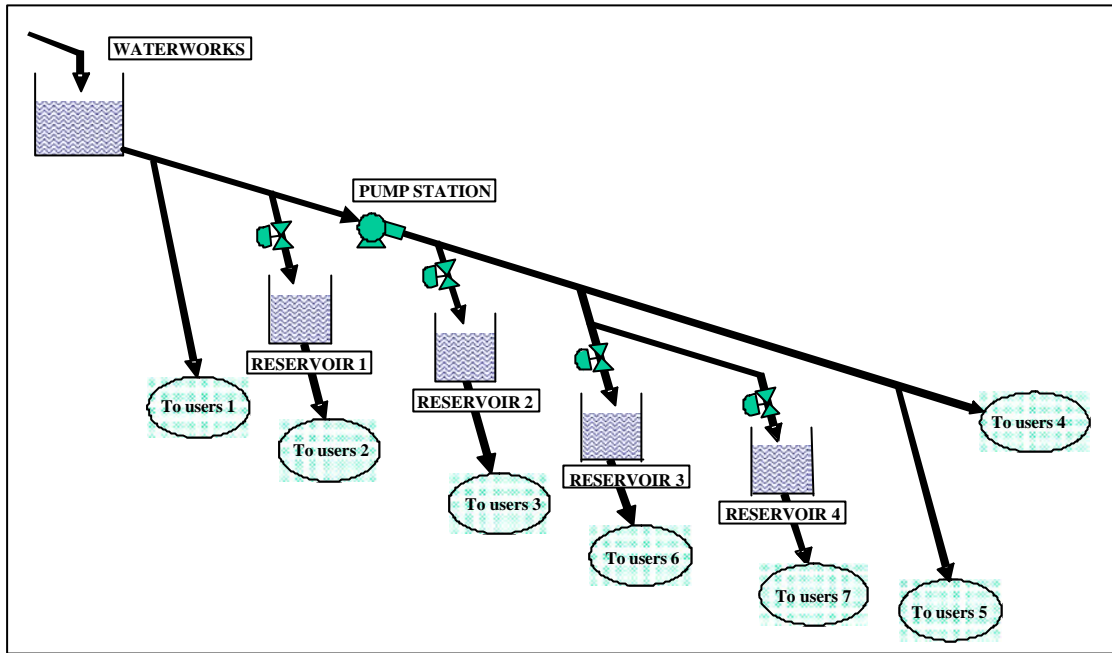 WATERWORKS
PUMP STATION
RESERVOIR 1
RESERVOIR 2
To users 1
To users 4
To users 2
RESERVOIR 3
To users 3
RESERVOIR 4
To users 6
To users 7
To users 5